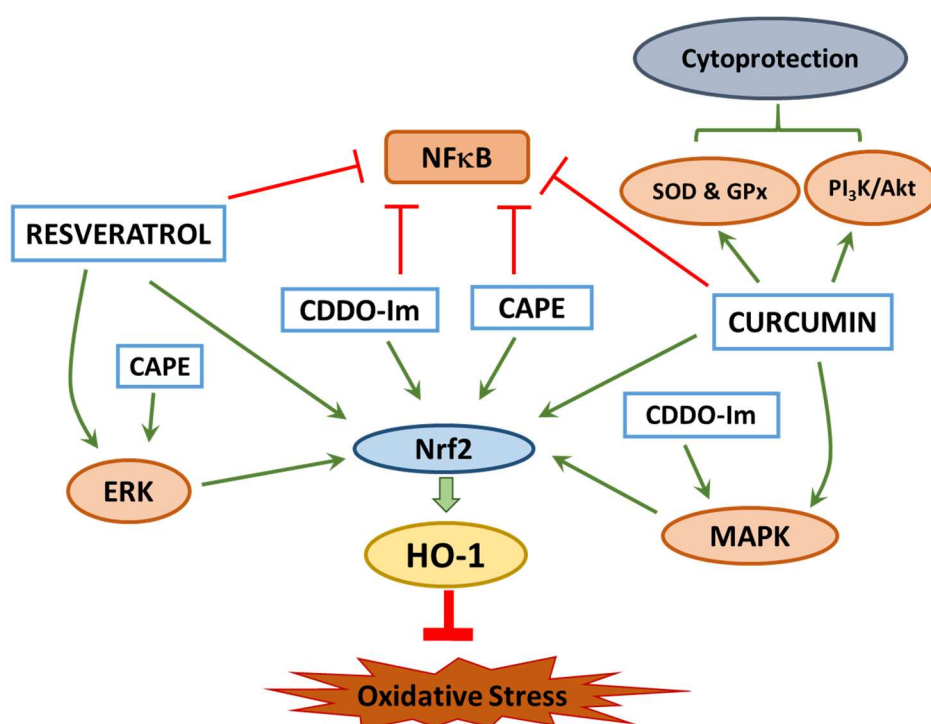 Cytoprotection
NFκB
SOD & GPx
PI₃K/Akt
RESVERATROL
CDDO-Im
CAPE
CURCUMIN
CAPE
CDDO-Im
Nrf2
ERK
MAPK
HO-1
Oxidative Stress